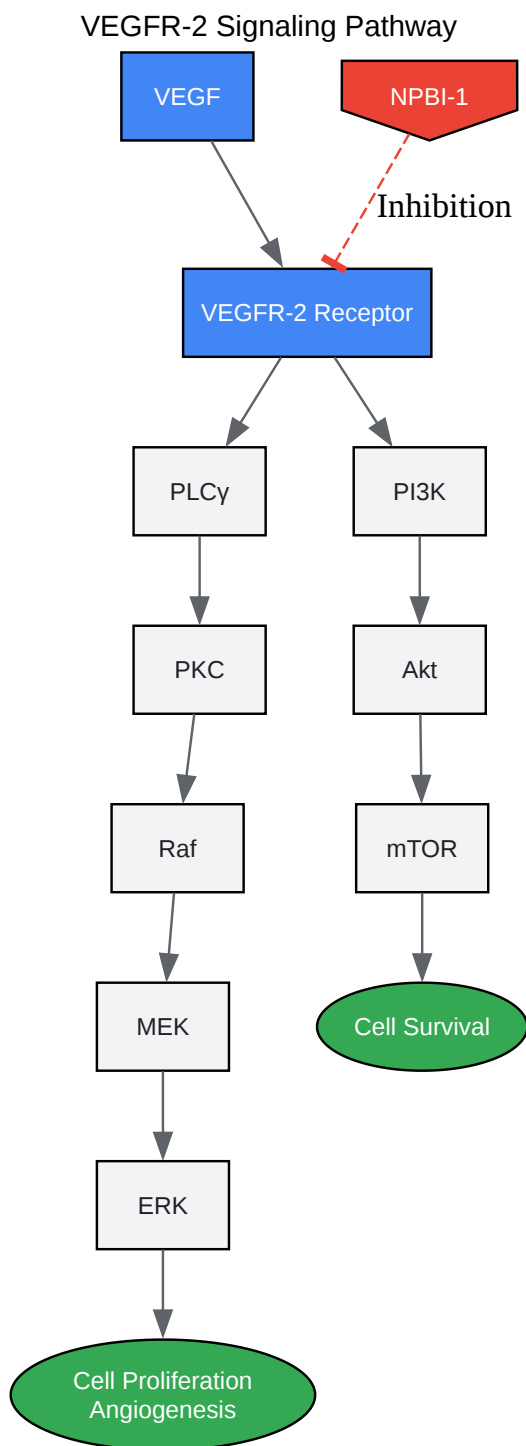 VEGFR-2 Signaling Pathway
VEGF
NPBI-1
Inhibition
VEGFR-2 Receptor
PLCγ
PI3K
PKC
Akt
Raf
mTOR
MEK
Cell Survival
ERK
Cell Proliferation
Angiogenesis